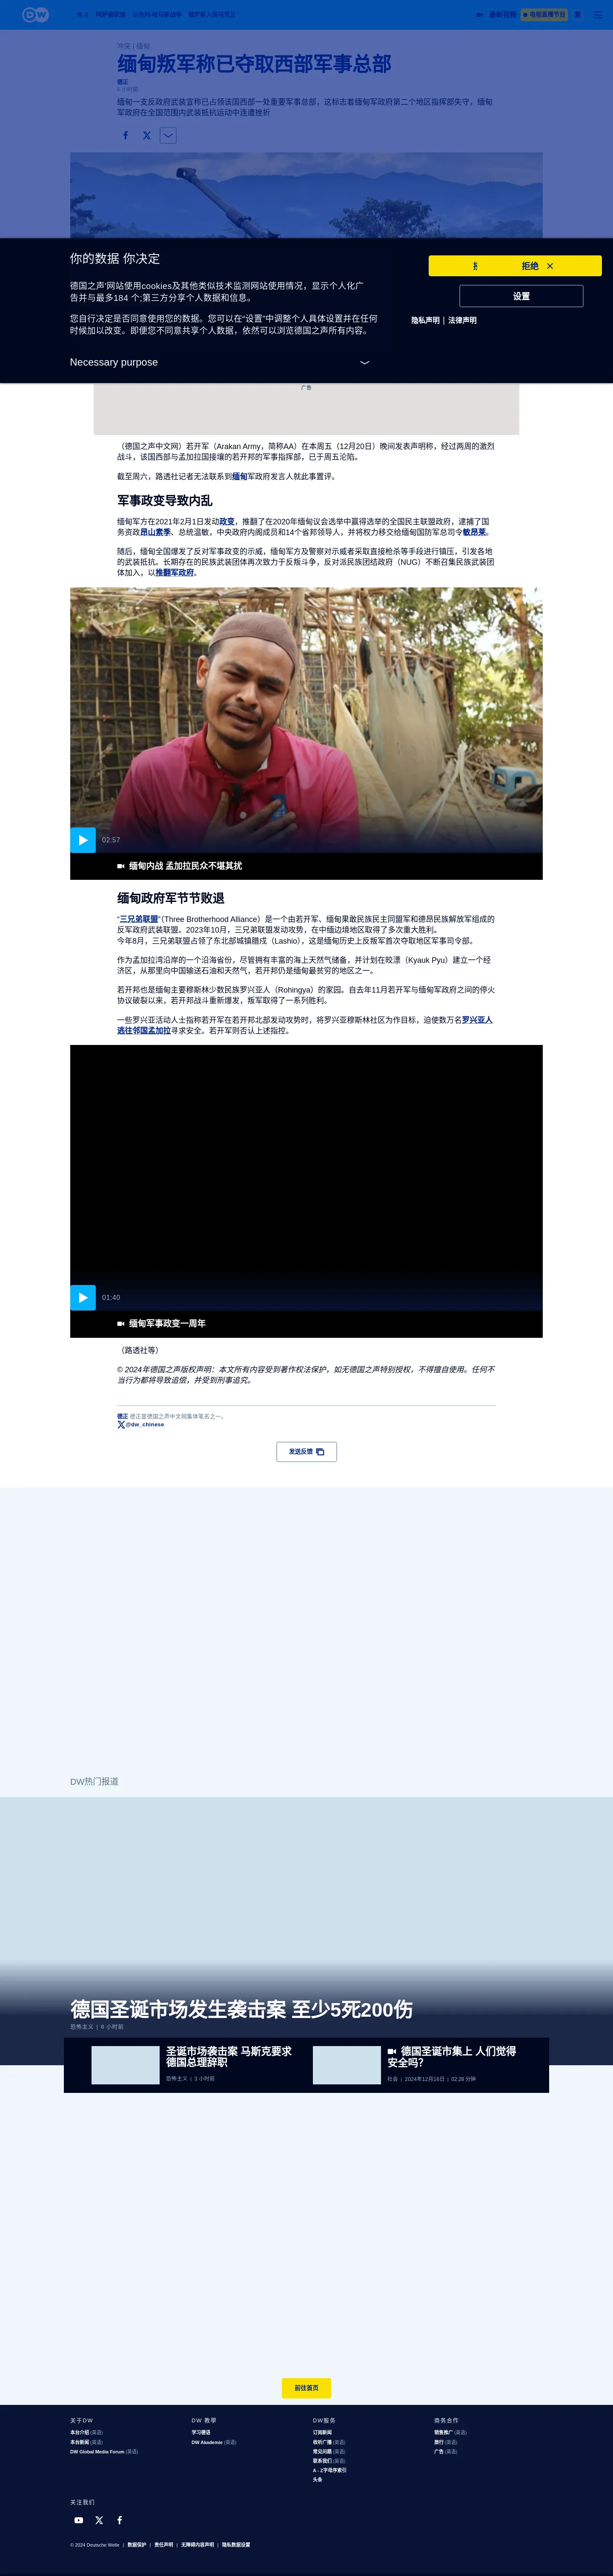 DW
最新视频
电视直播节目
冲突 | 缅甸
缅甸叛军称已夺取西部军事总部
德正
缅甸一支反政府武装宣称已占领该国西部一处重要军事总部，这标志着缅甸军政府第二个地区指挥部失守，缅甸
军政府在全国范围内武装抵抗运动中连遭挫折
你的数据 你决定
拒绝
德国之声'网站使用cookies及其他类似技术监测网站使用情况，显示个人化广
告并与最多184 个;第三方分享个人数据和信息。
设置
您自行决定是否同意使用您的数据。您可以在“设置”中调整个人具体设置并在任何
时候加以改变。即便您不同意共享个人数据，依然可以浏览德国之声所有内容。
隐私声明 | 法律声明
Necessary purpose
广告
（德国之声中文网）若开军（Arakan Army，简称AA）在本周五（12月20日）晚间发表声明称，经过两周的激烈
战斗，该国西部与孟加拉国接壤的若开邦的军事指挥部，已于周五沦陷。
截至周六，路透社记者无法联系到缅甸军政府发言人就此事置评。
军事政变导致内乱
缅甸军方在2021年2月1日发动政变，推翻了在2020年缅甸议会选举中赢得选举的全国民主联盟政府，逮捕了国
务资政昂山素季、总统温敏，中央政府内阁成员和14个省邦领导人，并将权力移交给缅甸国防军总司令敏昂莱。
随后，缅甸全国爆发了反对军事政变的示威，缅甸军方及警察对示威者采取直接枪杀等手段进行镇压，引发各地
的武装抵抗。长期存在的民族武装团体再次致力于反叛斗争，反对派民族团结政府（NUG）不断召集民族武装团
体加入，以推翻军政府。
02:57
缅甸内战 孟加拉民众不堪其扰
缅甸政府军节节败退
“三兄弟联盟”（Three Brotherhood Alliance）是一个由若开军、缅甸果敢民族民主同盟军和德昂民族解放军组成的
反军政府武装联盟。2023年10月，三兄弟联盟发动攻势，在中缅边境地区取得了多次重大胜利。
今年8月，三兄弟联盟占领了东北部城镇腊戍（Lashio），这是缅甸历史上反叛军首次夺取地区军事司令部。
作为孟加拉湾沿岸的一个沿海省份，尽管拥有丰富的海上天然气储备，并计划在皎漂（Kyauk Pyu）建立一个经
济区，从那里向中国输送石油和天然气，若开邦仍是缅甸最贫穷的地区之一。
若开邦也是缅甸主要穆斯林少数民族罗兴亚人（Rohingya）的家园。自去年11月若开军与缅甸军政府之间的停火
协议破裂以来，若开邦战斗重新爆发，叛军取得了一系列胜利。
一些罗兴亚活动人士指称若开军在若开邦北部发动攻势时，将罗兴亚穆斯林社区为作目标，迫使数万名罗兴亚人
逃往邻国孟加拉寻求安全。若开军则否认上述指控。
01:40
缅甸军事政变一周年
（路透社等）
© 2024年德国之声版权声明：本文所有内容受到著作权法保护，如无德国之声特别授权，不得擅自使用。任何不
当行为都将导致追偿，并受到刑事追究。
德正 德正是德国之声中文网集体笔名之一。
@dw_chinese
发送反馈
DW热门报道
德国圣诞市场发生袭击案 至少5死200伤
恐怖主义 | 6 小时前
圣诞市场袭击案 马斯克要求
德国总理辞职
恐怖主义 | 3 小时前
德国圣诞市集上 人们觉得
安全吗?
社会 | 2024年12月16日 | 02:28 分钟
前往首页
关于DW
本台介绍 (英语)
本台新闻 (英语)
DW Global Media Forum (英语)
DW 教學
学习德语
DW Akademie (英语)
DW服务
订阅新闻
收听广播 (英语)
常见问题 (英语)
联系我们 (英语)
A - Z字母序索引
头条
商务合作
销售推广 (英语)
旅行 (英语)
广告 (英语)
关注我们
© 2024 Deutsche Welle | 数据保护 | 责任声明 | 无障碍内容声明 | 隐私数据设置